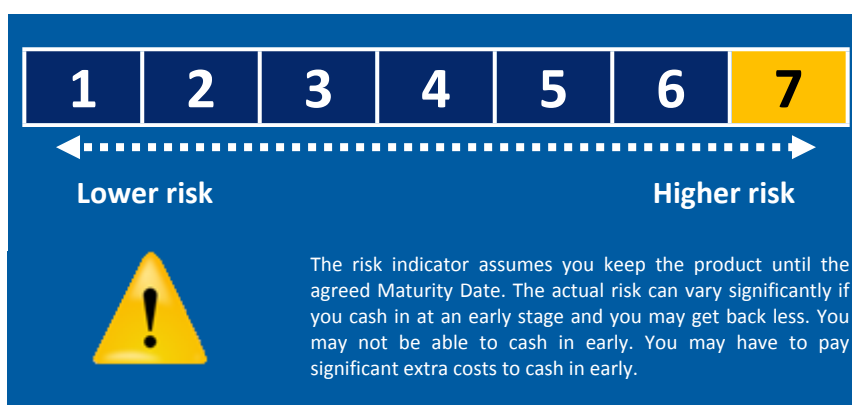 1 2 3 4 5 6 7
Lower risk Higher risk
!
The risk indicator assumes you keep the product until the
agreed Maturity Date. The actual risk can vary significantly if
you cash in at an early stage and you may get back less. You
may not be able to cash in early. You may have to pay
significant extra costs to cash in early.